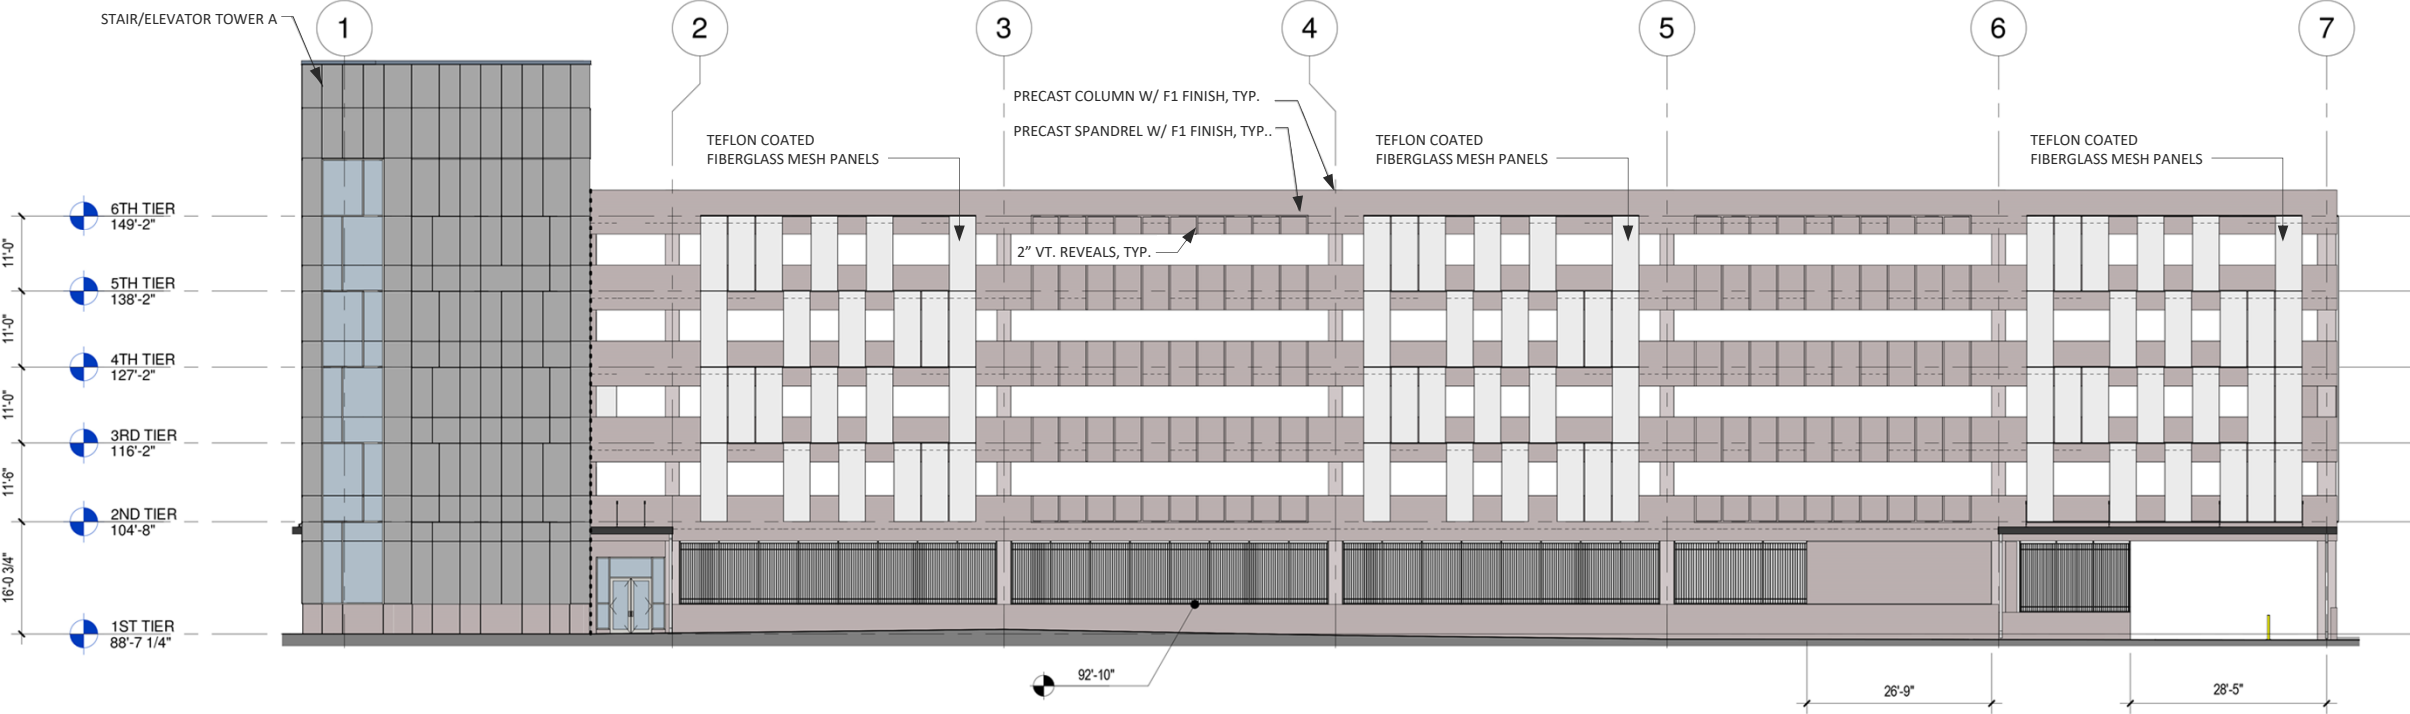 STAIR/ELEVATOR TOWER A
1
2
3
4
5
6
7
PRECAST COLUMN W/ F1 FINISH, TYP.
PRECAST SPANDREL W/ F1 FINISH, TYP..
TEFLON COATED
FIBERGLASS MESH PANELS
TEFLON COATED
FIBERGLASS MESH PANELS
TEFLON COATED
FIBERGLASS MESH PANELS
2” VT. REVEALS, TYP.
6TH TIER
149'-2"
11'-0"
5TH TIER
138'-2"
11'-0"
4TH TIER
127'-2"
11'-0"
3RD TIER
116'-2"
11'-6"
2ND TIER
104'-8"
16'-0 3/4"
1ST TIER
88'-7 1/4"
92'-10"
26'-9"
28'-5"